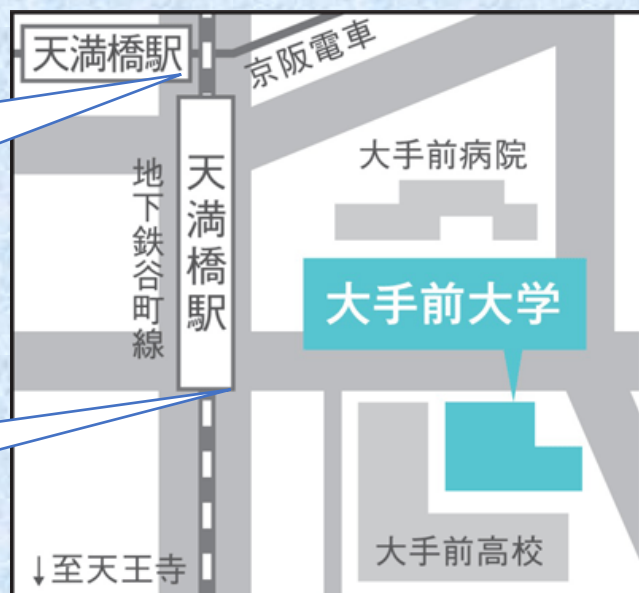 天満橋駅
京阪電車
大手前病院
地下鉄谷町線
天満橋駅
大手前大学
大手前高校
↓至天王寺